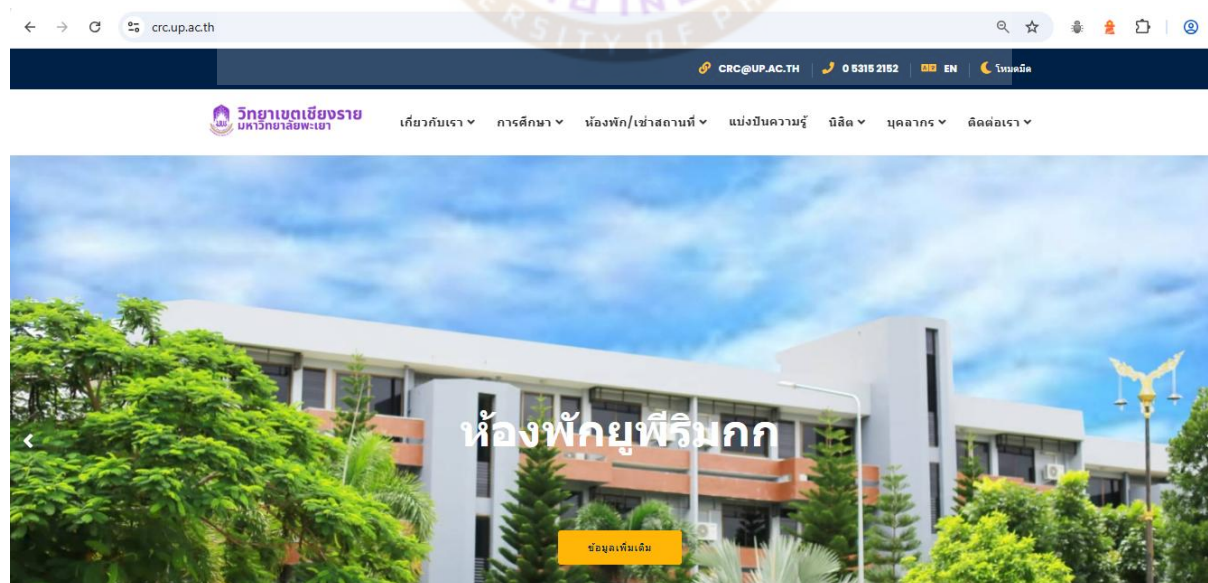 crc.up.ac.th
CRC@UP.AC.TH 0 5315 2152 EN โหมดมืด
วิทยาเขตเชียงราย
มหาวิทยาลัยพะเยา
เกี่ยวกับเรา การศึกษา ห้องพัก/เช่าสถานที่ แบ่งปันความรู้ นิสิต บุคลากร ติดต่อเรา
ห้องพักยูพีริมกก
ข้อมูลเพิ่มเติม